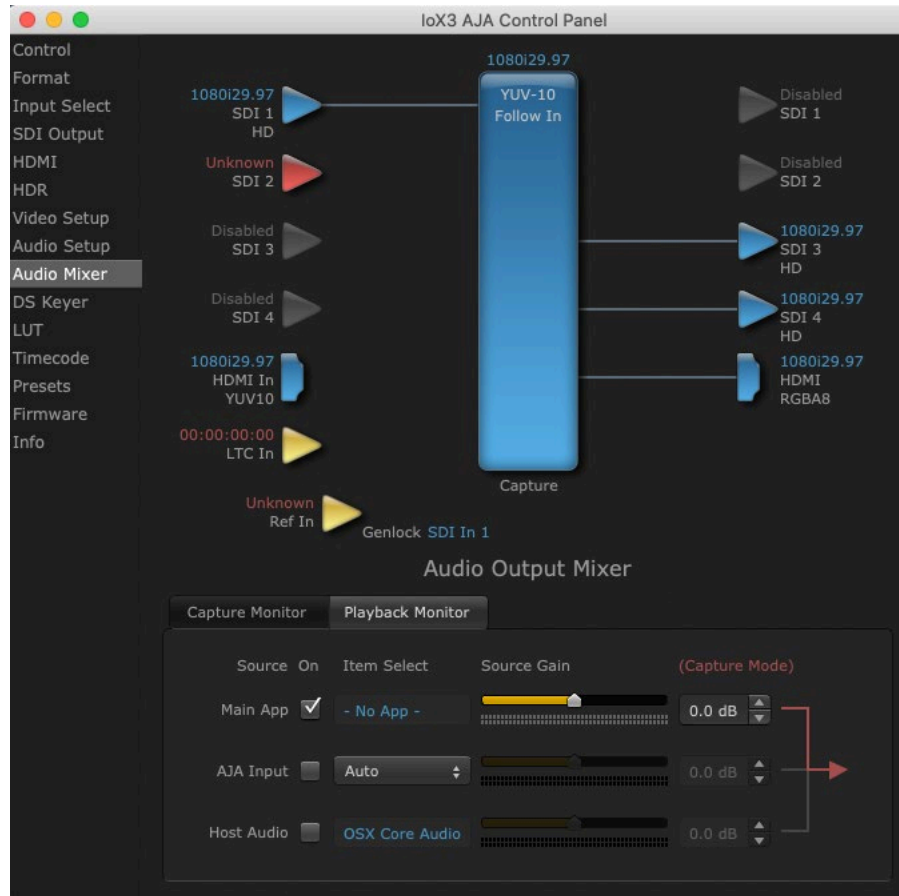 IoX3 AJA Control Panel
Control
Format
Input Select
SDI Output
HDMI
HDR
Video Setup
Audio Setup
Audio Mixer
DS Keyer
LUT
Timecode
Presets
Firmware
Info
1080i29.97
SDI 1
HD
Unknown
SDI 2
Disabled
SDI 3
Disabled
SDI 4
1080i29.97
HDMI In
YUV10
00:00:00:00
LTC In
Unknown
Ref In
Genlock SDI In 1
1080i29.97
YUV-10
Follow In
Capture
Disabled
SDI 1
Disabled
SDI 2
1080i29.97
SDI 3
HD
1080i29.97
SDI 4
HD
1080i29.97
HDMI
RGBA8
Audio Output Mixer
Capture Monitor Playback Monitor
Source On Item Select Source Gain (Capture Mode)
Main App - No App - 0.0 dB
AJA Input Auto 0.0 dB
Host Audio OSX Core Audio 0.0 dB